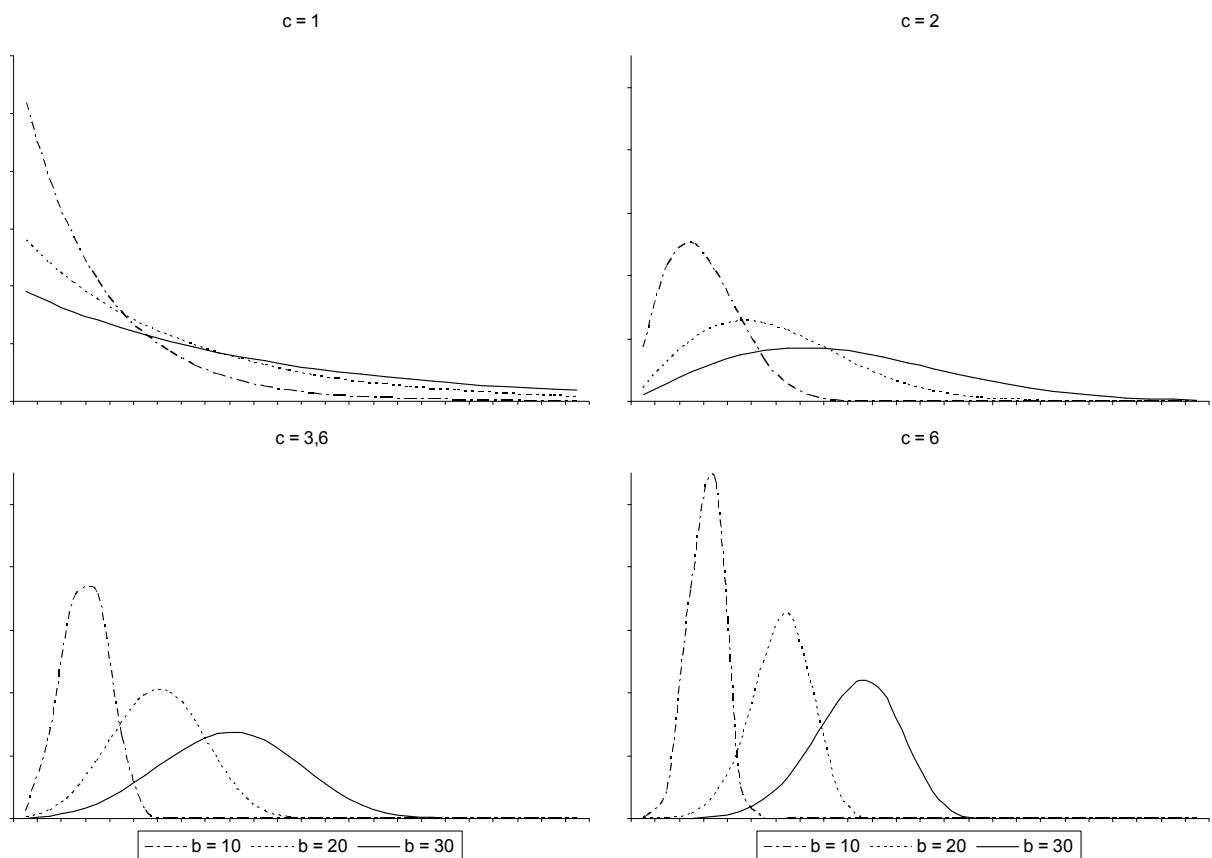 c = 1
c = 2
c = 3,6
c = 6
b = 10 b = 20 b = 30
b = 10 b = 20 b = 30